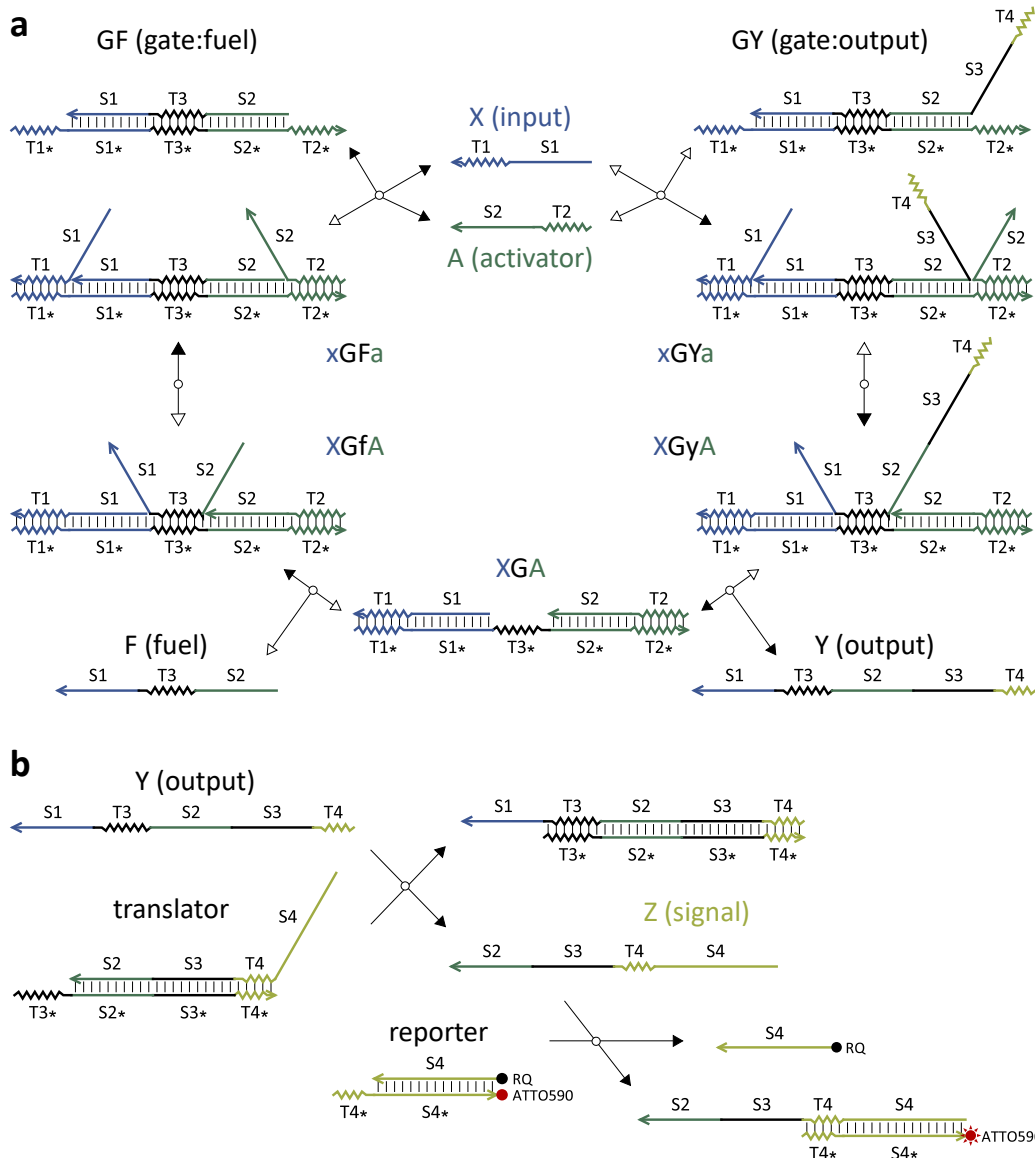 a
GF (gate:fuel)
GY (gate:output)
T4
S3
S1 T3 S2
X (input)
S1 T3 S2
T1* S1* T3* S2* T2*
T1 S1
T1* S1* T3* S2* T2*
S2 T2
A (activator)
S1 S2
T1 S1 T3 S2 T2
T1* S1* T3* S2* T2*
S1 T4 S3 S2
T1 S1 T3 S2 T2
T1* S1* T3* S2* T2*
xGFa
xGYa
T4
S3
XGfA
XGyA
S1 S2
T1 S1 T3 S2 T2
T1* S1* T3* S2* T2*
S1 S2
T1 T3 S2 T2
T1* S1* T3* S2* T2*
XGA
T1 S1 S2 T2
T1* S1* T3* S2* T2*
F (fuel)
Y (output)
S1 T3 S2
S1 T3 S2 S3 T4
b
Y (output)
S1 T3 S2 S3 T4
S1 T3 S2 S3 T4
T3* S2* S3* T4*
translator
S4
Z (signal)
S2 S3 T4
T3* S2* S3* T4*
S2 S3 T4 S4
reporter
S4
RQ
ATTO590
T4* S4*
S4
RQ
S2 S3 T4 S4
ATTO590
T4* S4*